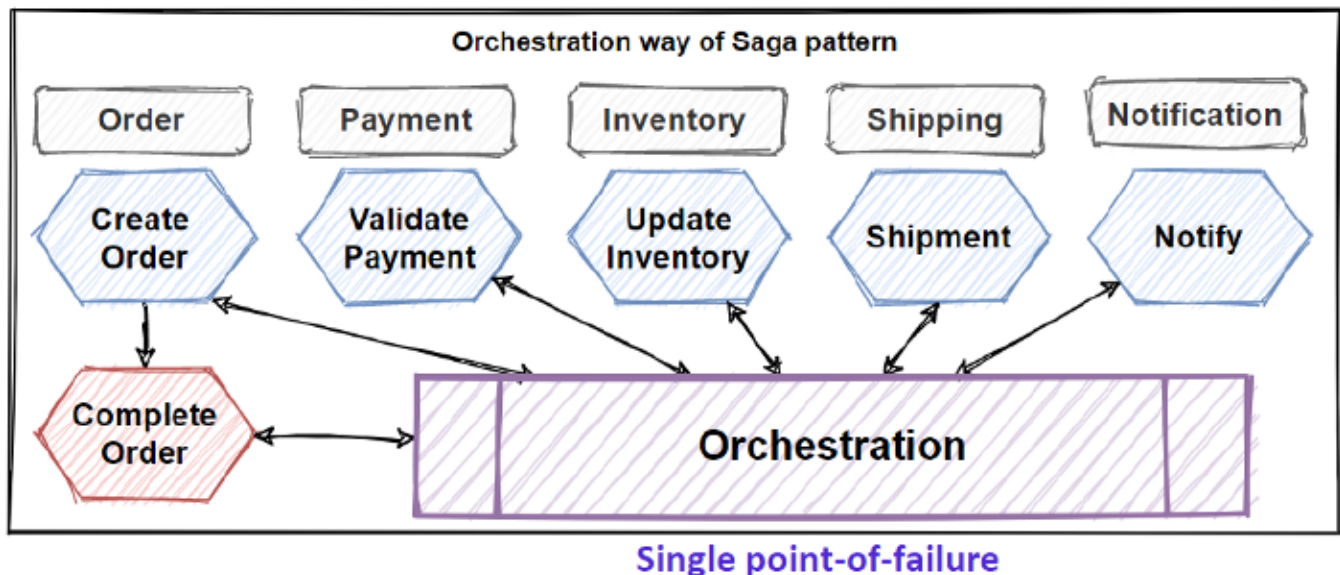 Orchestration way of Saga pattern
Order
Payment
Inventory
Shipping
Notification
Create
Order
Validate
Payment
Update
Inventory
Shipment
Notify
Complete
Order
Orchestration
Single point-of-failure